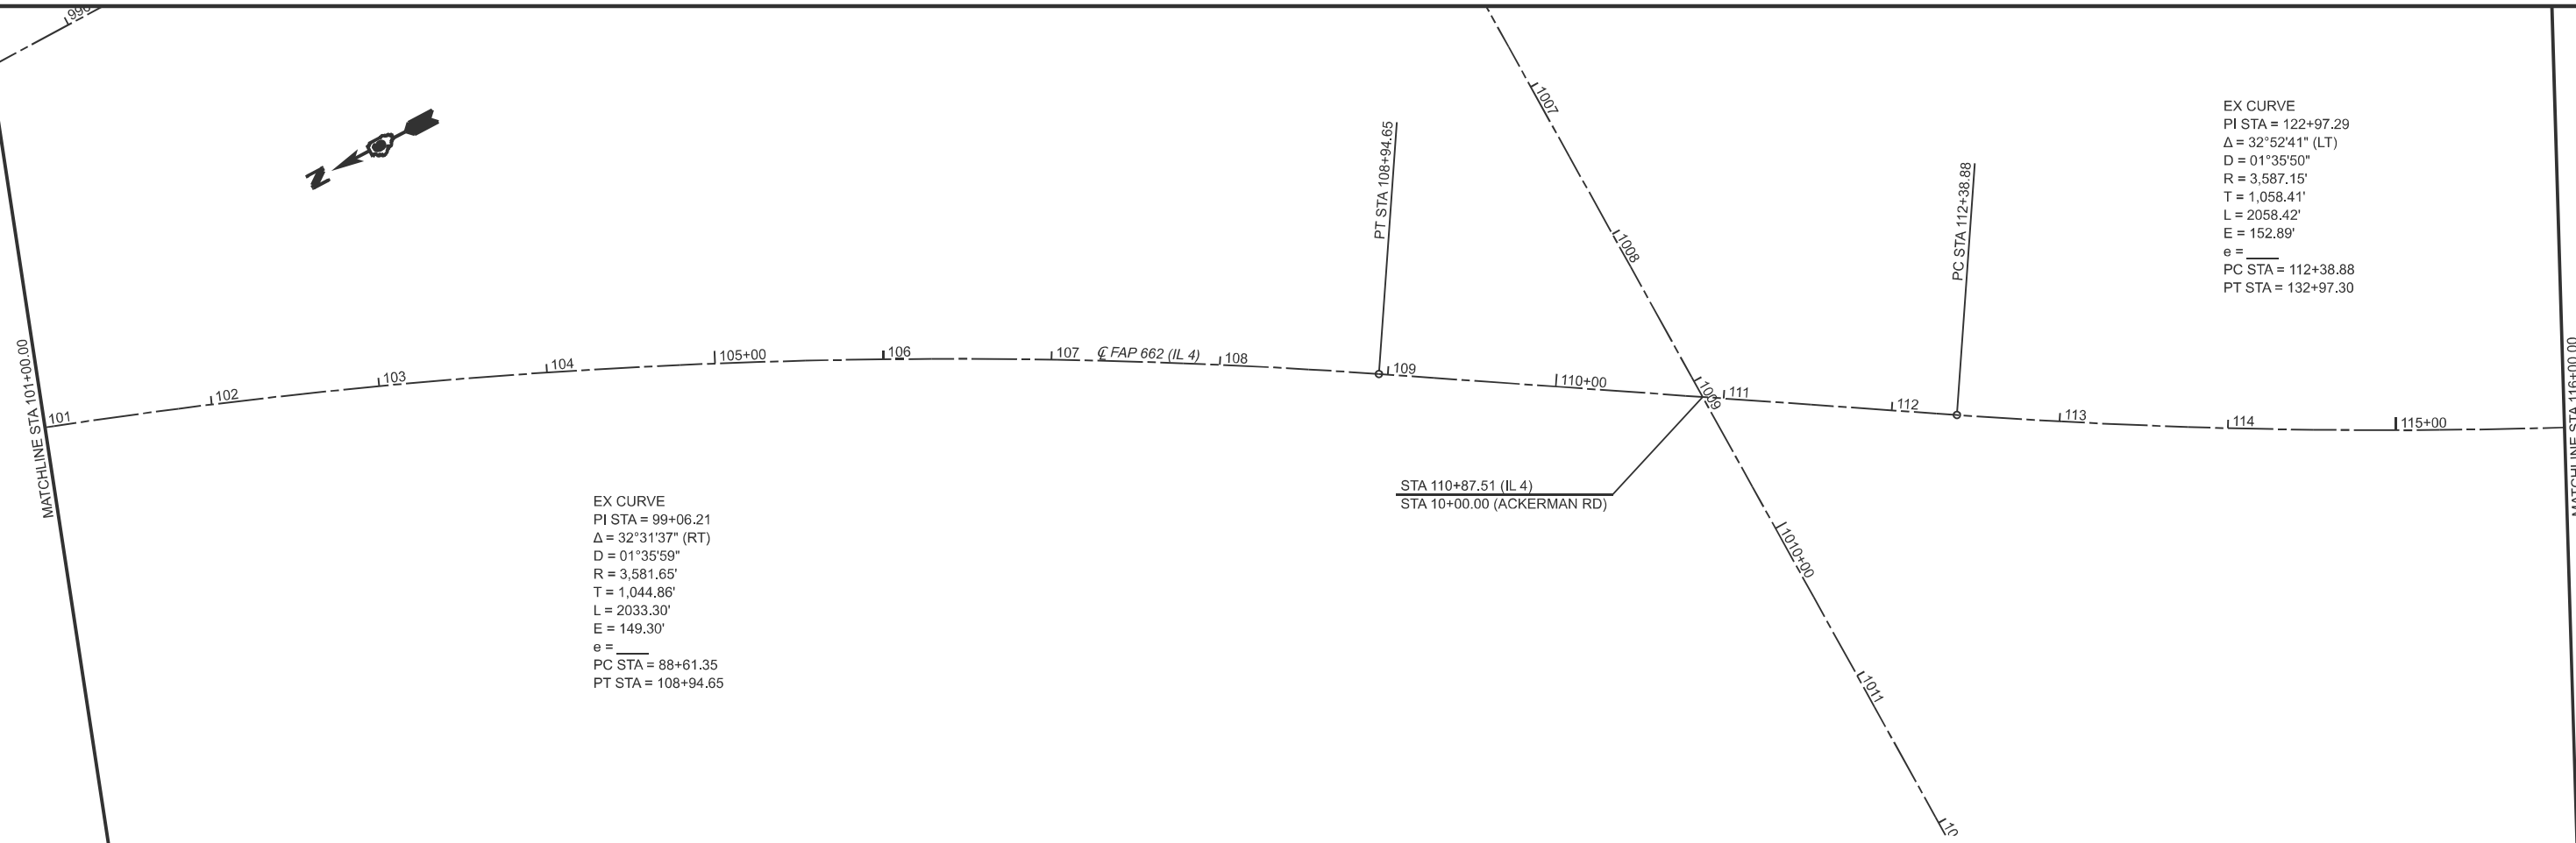 996
N
MATCHLINE STA 101+00.00
101
102
103
104
105+00
106
107
℄ FAP 662 (IL 4)
108
PT STA 108+94.65
109
110+00
1007
1008
1009
111
112
PC STA 112+38.88
113
114
115+00
MATCHLINE STA 116+00.00
EX CURVE
PI STA = 122+97.29
Δ = 32°52'41" (LT)
D = 01°35'50"
R = 3,587.15'
T = 1,058.41'
L = 2058.42'
E = 152.89'
e = ____
PC STA = 112+38.88
PT STA = 132+97.30
STA 110+87.51 (IL 4)
STA 10+00.00 (ACKERMAN RD)
1010+00
1011
10
EX CURVE
PI STA = 99+06.21
Δ = 32°31'37" (RT)
D = 01°35'59"
R = 3,581.65'
T = 1,044.86'
L = 2033.30'
E = 149.30'
e = ____
PC STA = 88+61.35
PT STA = 108+94.65